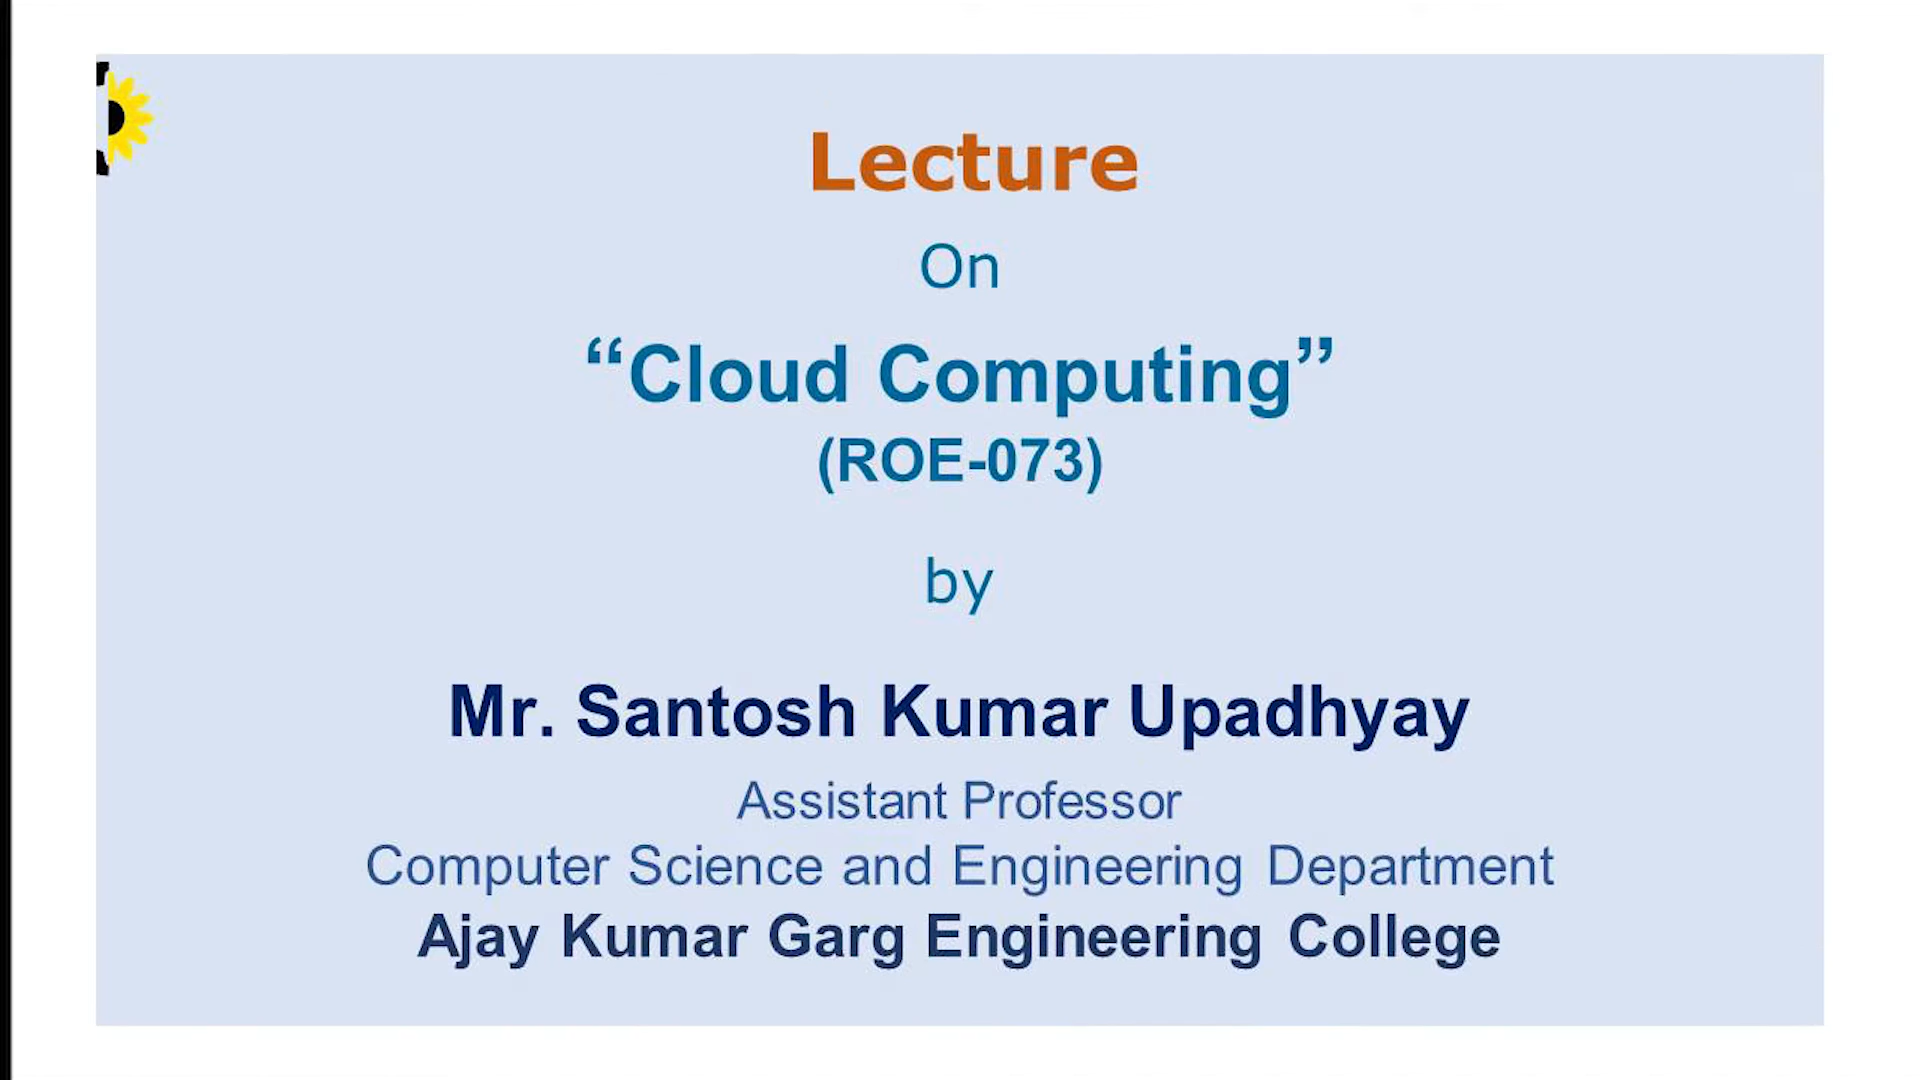 Lecture
On
“Cloud Computing”
(ROE-073)
by
Mr. Santosh Kumar Upadhyay
Assistant Professor
Computer Science and Engineering Department
Ajay Kumar Garg Engineering College